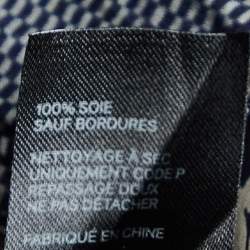 100% SOIE
SAUF BORDURES
NETTOYAGE À SEC
UNIQUEMENT CODE P
REPASSAGE DOUX
NE PAS DÉTACHER
FABRIQUÉ EN CHINE